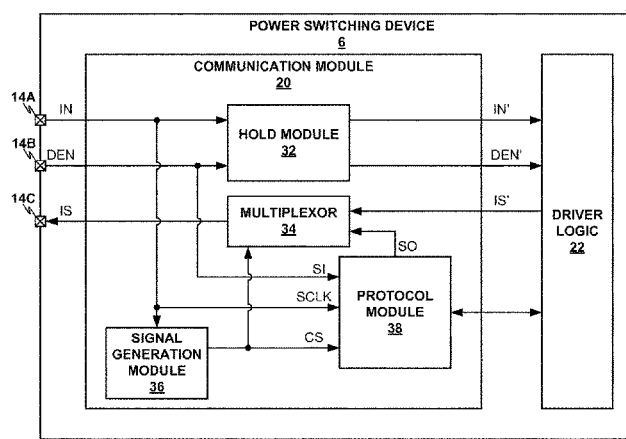 POWER SWITCHING DEVICE
6
COMMUNICATION MODULE
20
14A
IN
IN'
HOLD MODULE
32
14B
DEN
DEN'
14C
IS
MULTIPLEXOR
34
IS'
DRIVER
LOGIC
22
SO
SI
SCLK
PROTOCOL
MODULE
38
SIGNAL
GENERATION
MODULE
36
CS